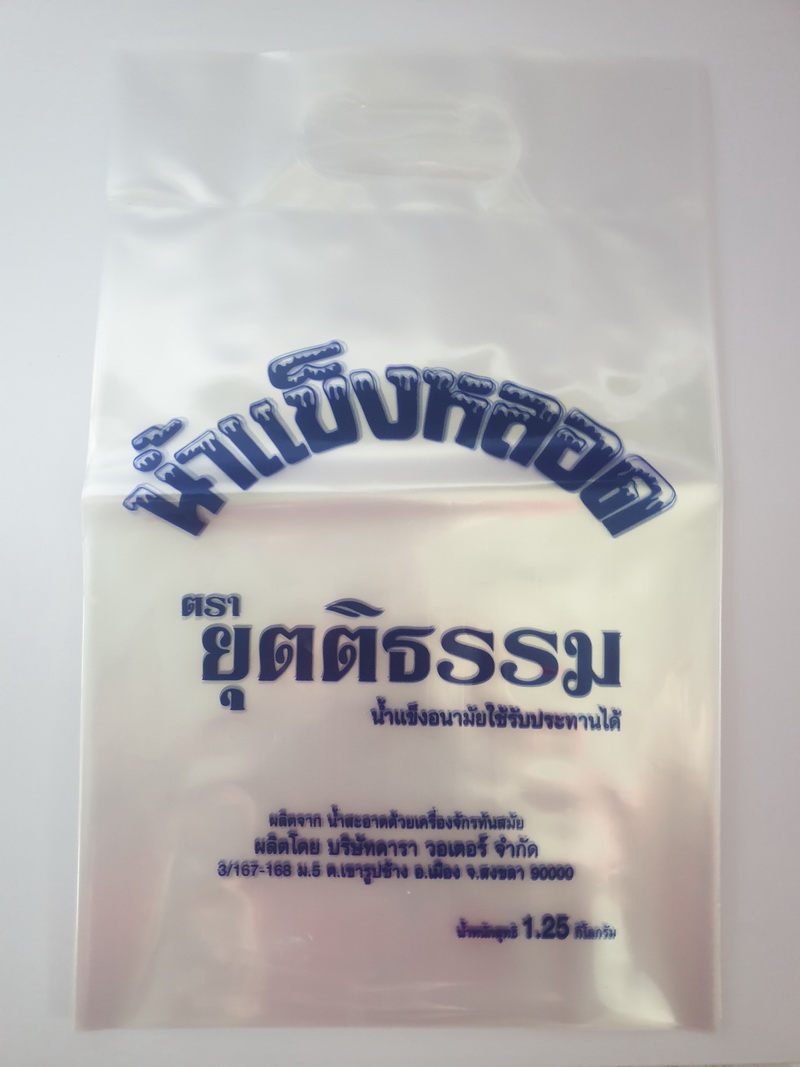 น้ำแข็งหลอด
ตรา
ยุตติธรรม
น้ำแข็งอนามัยใช้รับประทานได้
ผลิตจาก น้ำสะอาดด้วยเครื่องจักรทันสมัย
ผลิตโดย บริษัทดารา วอเตอร์ จำกัด
3/167-168 ม.5 ต.เขารูปช้าง อ.เมือง จ.สงขลา 90000
น้ำหนักสุทธิ 1.25 กิโลกรัม